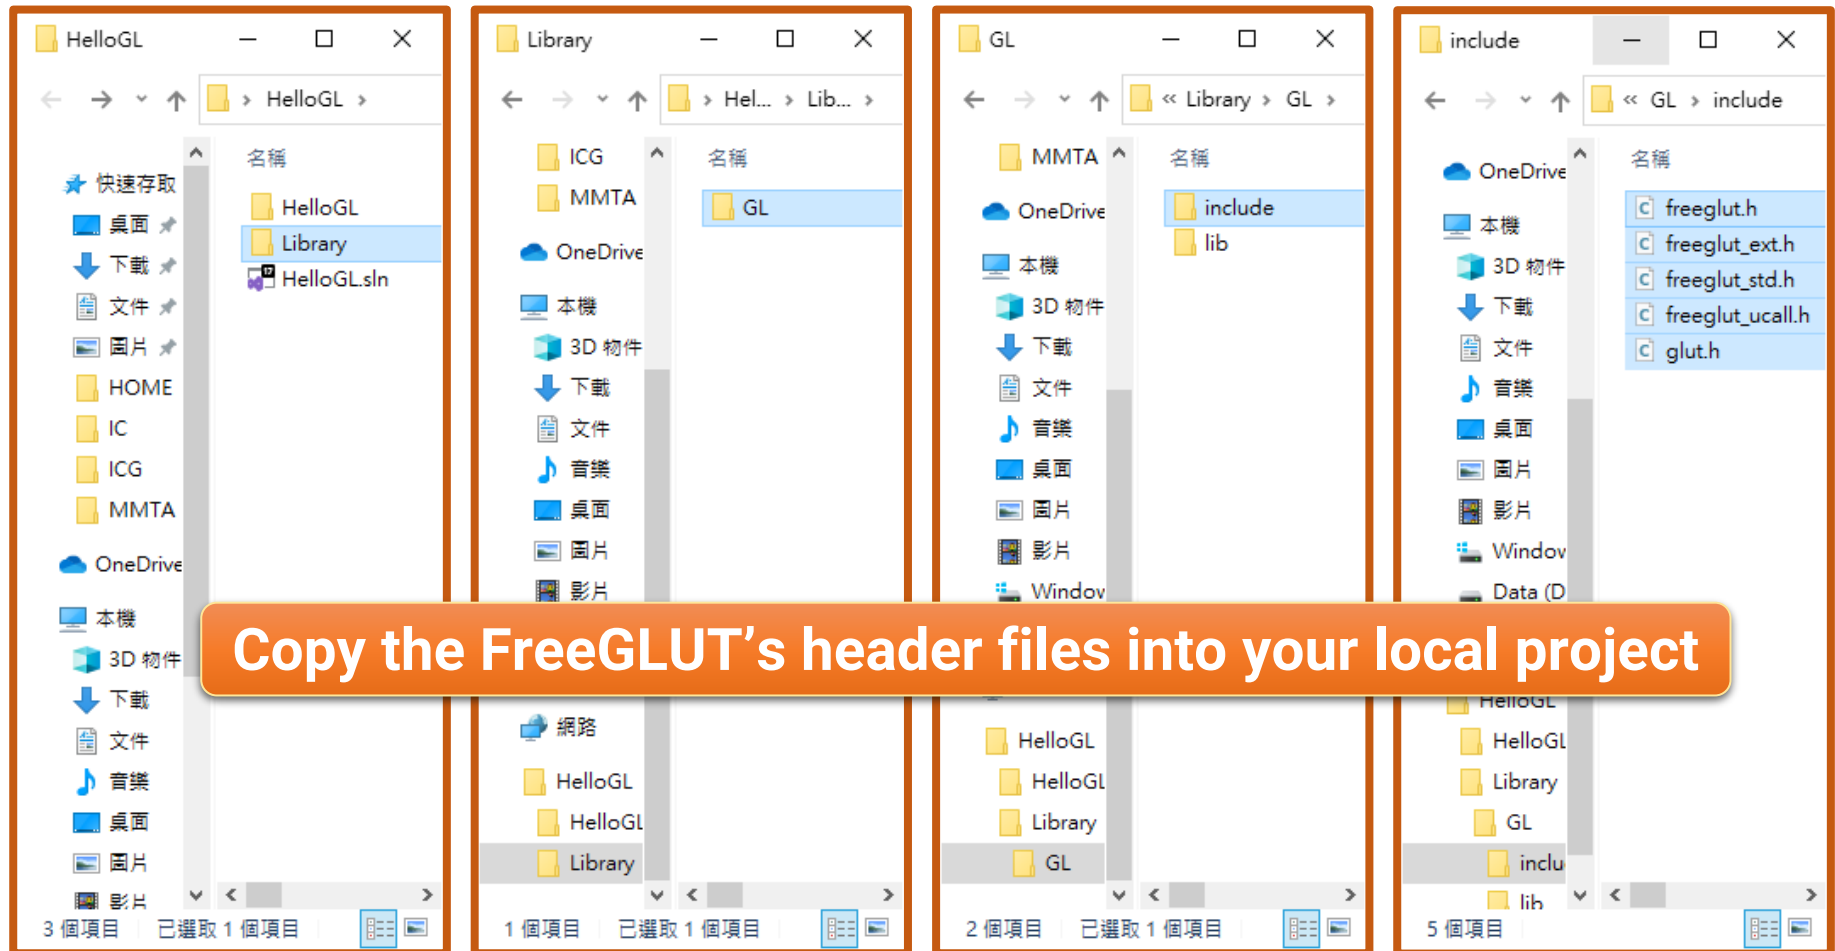 HelloGL
HelloGL
名稱
快速存取
桌面
下載
文件
圖片
HOME
IC
ICG
MMTA
OneDrive
本機
3D 物件
下載
文件
音樂
桌面
圖片
影片
HelloGL
Library
HelloGL.sln
3 個項目
已選取 1 個項目
Library
Hel... Lib...
名稱
ICG
MMTA
OneDrive
本機
3D 物件
下載
文件
音樂
桌面
圖片
影片
網路
HelloGL
HelloGL
Library
GL
1 個項目
已選取 1 個項目
GL
« Library GL
名稱
MMTA
OneDrive
本機
3D 物件
下載
文件
音樂
桌面
圖片
影片
Window
HelloGL
HelloGL
Library
GL
include
lib
2 個項目
已選取 1 個項目
include
« GL include
名稱
OneDrive
本機
3D 物件
下載
文件
音樂
桌面
圖片
影片
Window
Data (D
HelloGL
HelloGL
Library
GL
inclu
lib
freeglut.h
freeglut_ext.h
freeglut_std.h
freeglut_ucall.h
glut.h
5 個項目
Copy the FreeGLUT’s header files into your local project